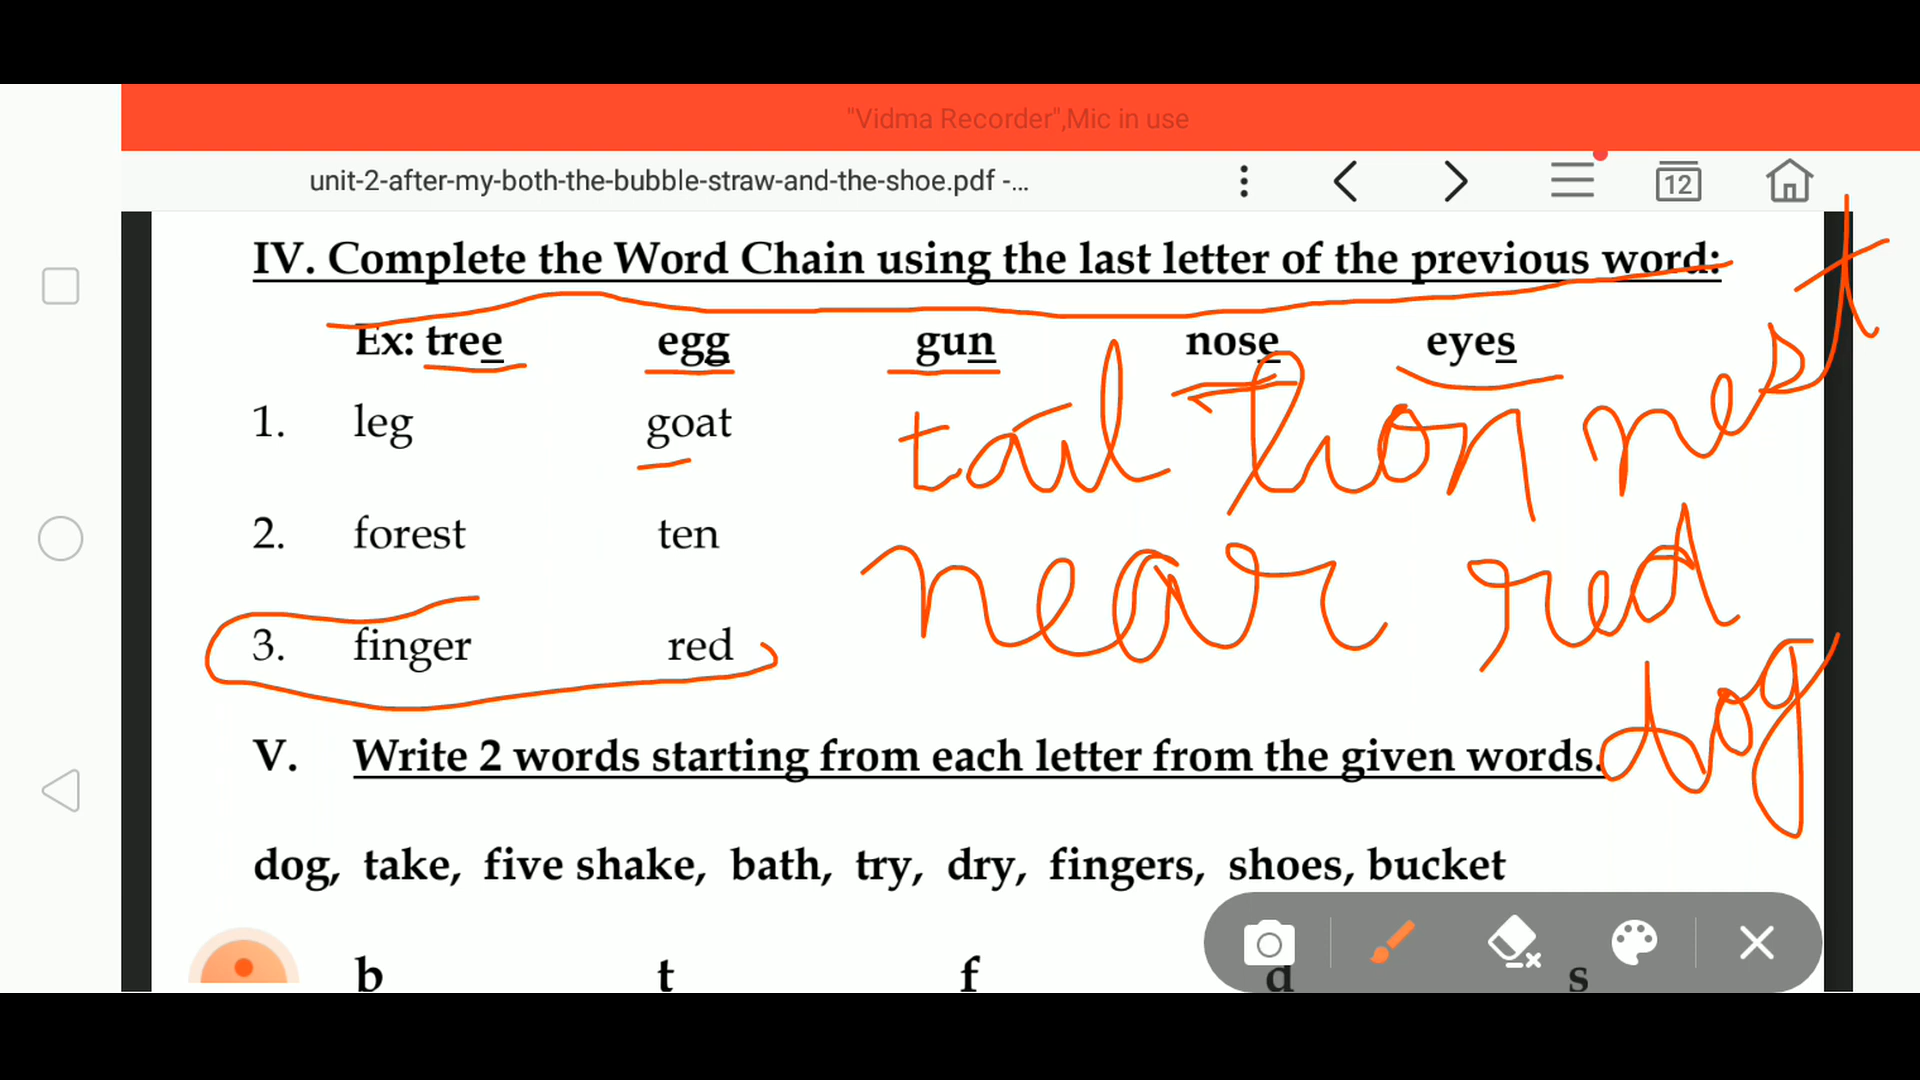 "Vidma Recorder",Mic in use
unit-2-after-my-both-the-bubble-straw-and-the-shoe.pdf -...
12
IV. Complete the Word Chain using the last letter of the previous word:
Ex: tree egg gun nose eyes
1. leg goat tail lion nest
2. forest ten near red dog
3. finger red
V. Write 2 words starting from each letter from the given words.
dog, take, five shake, bath, try, dry, fingers, shoes, bucket
b t f d s